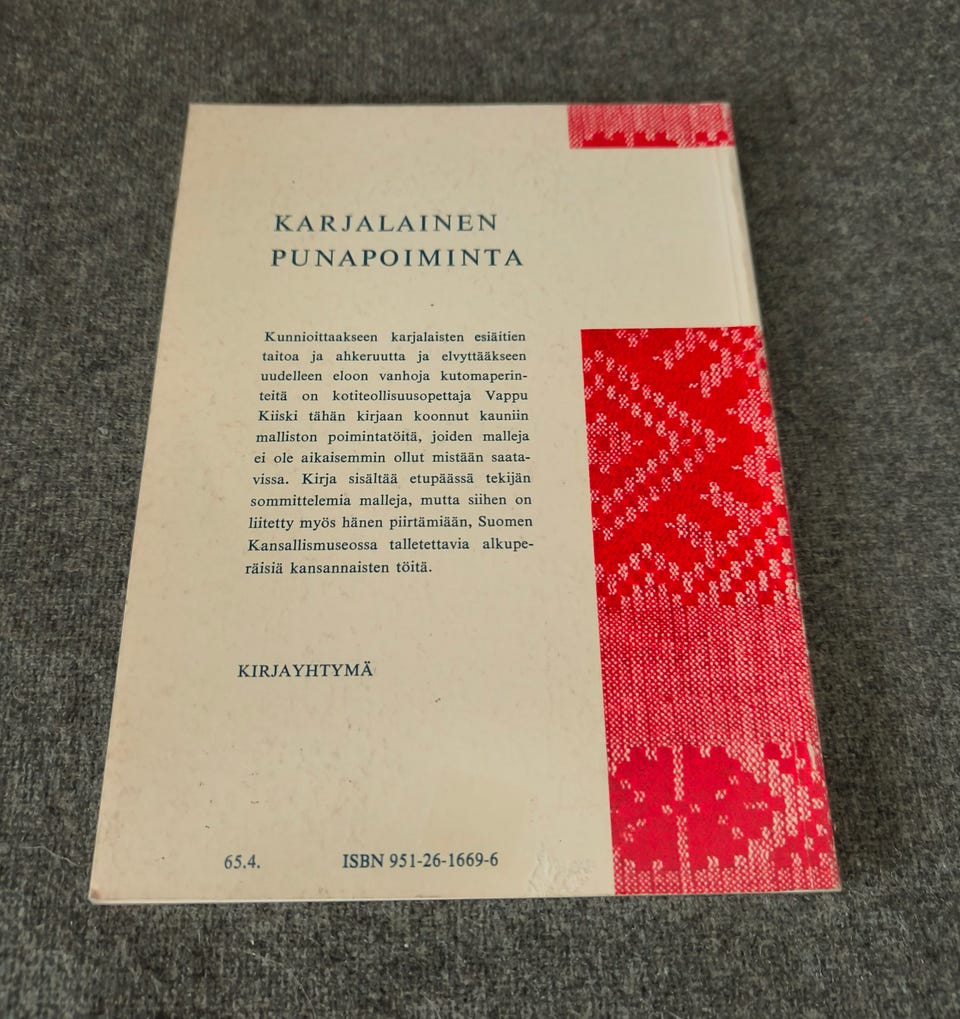 KARJALAINEN
PUNAPOIMINTA
Kunnioittaakseen karjalaisten esiäitien
taitoa ja ahkeruutta ja elvyttääkseen
uudelleen eloon vanhoja kutomaperin-
teitä on kotiteollisuusopettaja Vappu
Kiiski tähän kirjaan koonnut kauniin
malliston poimintatöitä, joiden malleja
ei ole aikaisemmin ollut mistään saata-
vissa. Kirja sisältää etupäässä tekijän
sommittelemia malleja, mutta siihen on
liitetty myös hänen piirtämiään, Suomen
Kansallismuseossa talletettavia alkupe-
räisiä kansannaisten töitä.
KIRJAYHTYMÄ
65.4. ISBN 951-26-1669-6